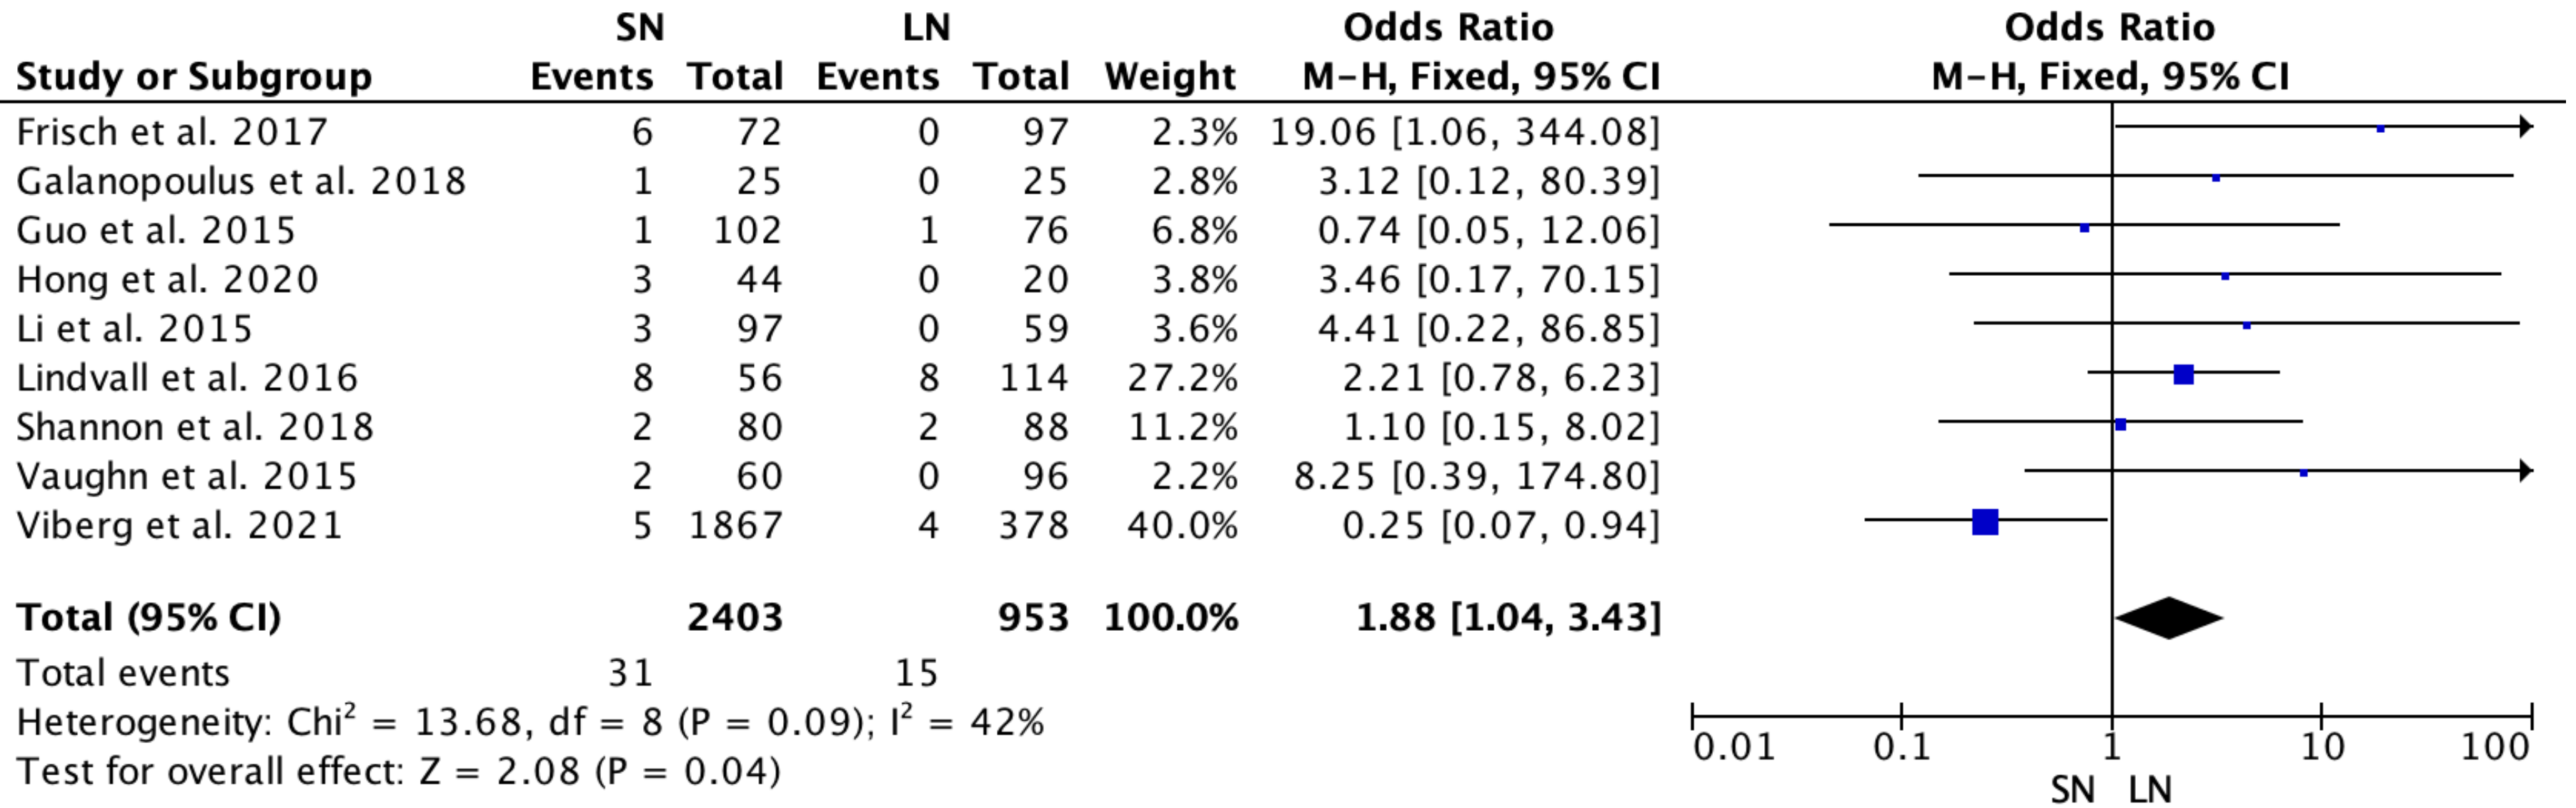 SN LN Odds Ratio Odds Ratio
Study or Subgroup Events Total Events Total Weight M-H, Fixed, 95% CI M-H, Fixed, 95% CI
Frisch et al. 2017 6 72 0 97 2.3% 19.06 [1.06, 344.08]
Galanopoulus et al. 2018 1 25 0 25 2.8% 3.12 [0.12, 80.39]
Guo et al. 2015 1 102 1 76 6.8% 0.74 [0.05, 12.06]
Hong et al. 2020 3 44 0 20 3.8% 3.46 [0.17, 70.15]
Li et al. 2015 3 97 0 59 3.6% 4.41 [0.22, 86.85]
Lindvall et al. 2016 8 56 8 114 27.2% 2.21 [0.78, 6.23]
Shannon et al. 2018 2 80 2 88 11.2% 1.10 [0.15, 8.02]
Vaughn et al. 2015 2 60 0 96 2.2% 8.25 [0.39, 174.80]
Viberg et al. 2021 5 1867 4 378 40.0% 0.25 [0.07, 0.94]
Total (95% CI) 2403 953 100.0% 1.88 [1.04, 3.43]
Total events 31 15
Heterogeneity: Chi² = 13.68, df = 8 (P = 0.09); I² = 42%
Test for overall effect: Z = 2.08 (P = 0.04)
0.01 0.1 1 10 100
SN LN